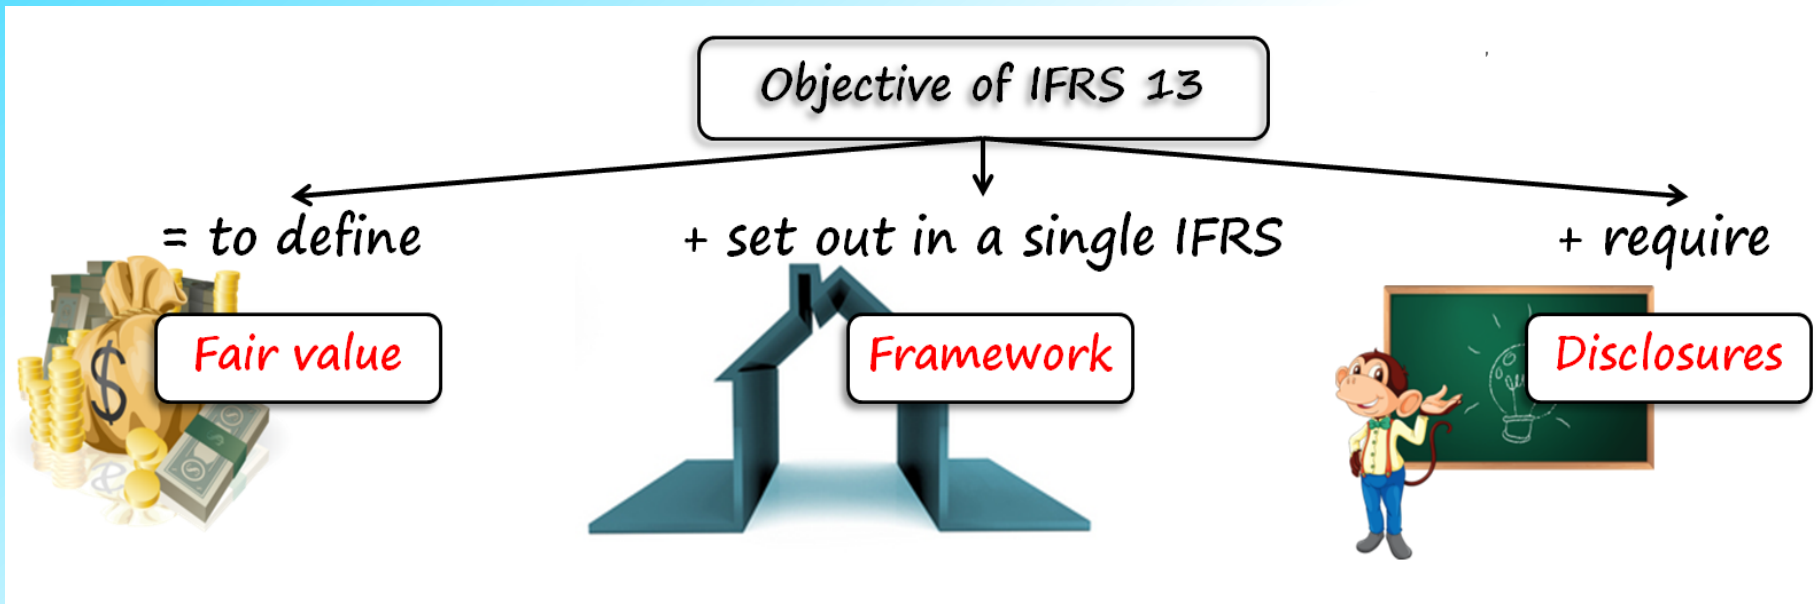 Objective of IFRS 13
= to define
+ set out in a single IFRS
+ require
Fair value
Framework
Disclosures
$